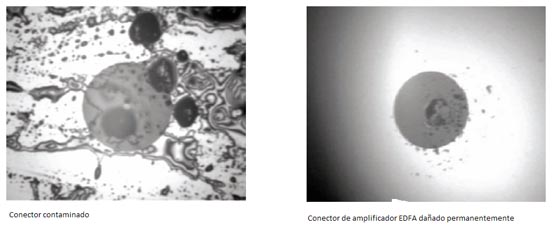 Conector contaminado
Conector de amplificador EDFA dañado permanentemente